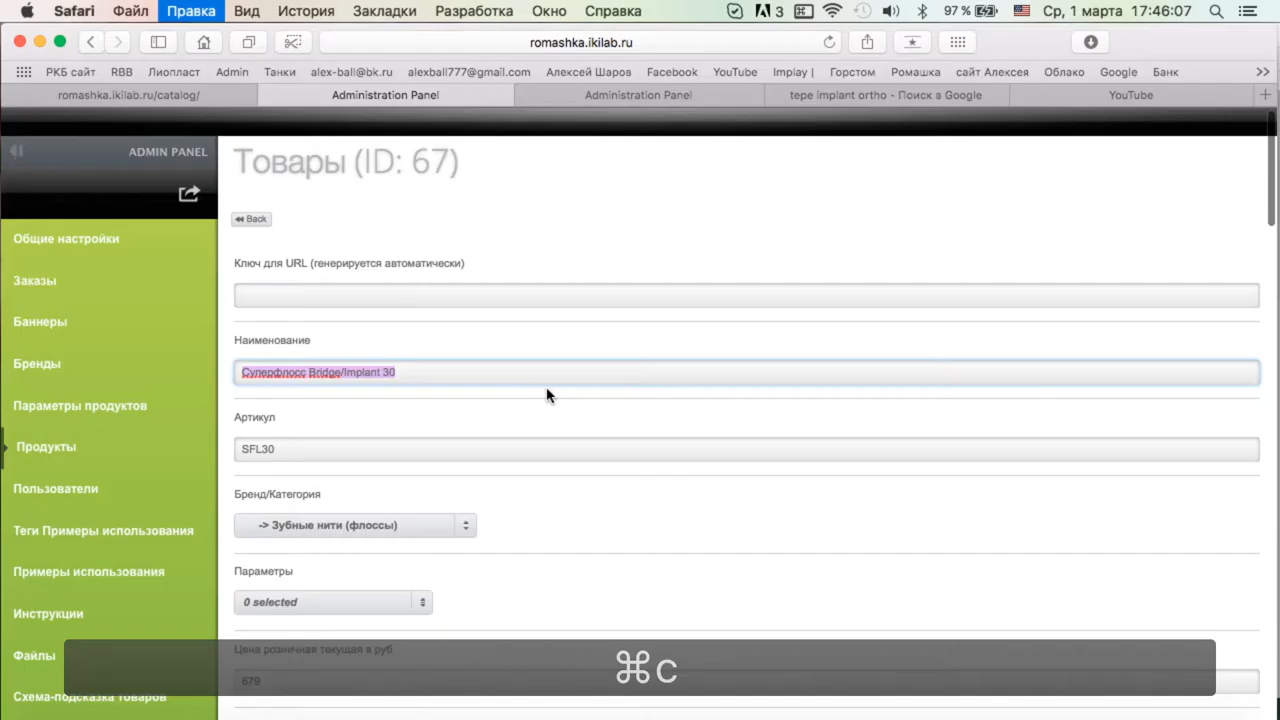 Safari Файл Правка Вид История Закладки Разработка Окно Справка 3 97 % Ср, 1 марта 17:46:07
romashka.ikilab.ru
РКБ сайт RBB Лиопласт Admin Танки alex-ball@bk.ru alexball777@gmail.com Алексей Шаров Facebook YouTube Implay | Горстом Ромашка сайт Алексея Облако Google Банк >>
romashka.ikilab.ru/catalog/ Administration Panel Administration Panel tepe implant ortho - Поиск в Google YouTube +
ADMIN PANEL
Общие настройки
Заказы
Баннеры
Бренды
Параметры продуктов
Продукты
Пользователи
Теги Примеры использования
Примеры использования
Инструкции
Файлы
Схема-подсказка товаров
Товары (ID: 67)
Back
Ключ для URL (генерируется автоматически)
Наименование
Суперфлосс Bridge/Implant 30
Артикул
SFL30
Бренд/Категория
-> Зубные нити (флоссы)
Параметры
0 selected
Цена розничная текущая в руб
679
⌘c